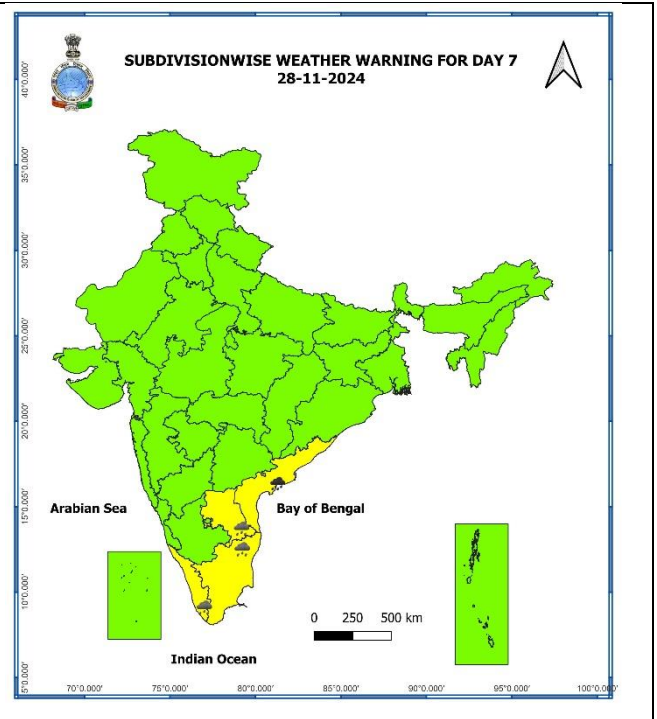 SUBDIVISIONWISE WEATHER WARNING FOR DAY 7
28-11-2024
40°0.000'
35°0.000'
30°0.000'
25°0.000'
20°0.000'
15°0.000'
10°0.000'
5°0.000'
Arabian Sea
Bay of Bengal
0 250 500 km
Indian Ocean
70°0.000' 75°0.000' 80°0.000' 85°0.000' 90°0.000' 95°0.000' 100°0.000'